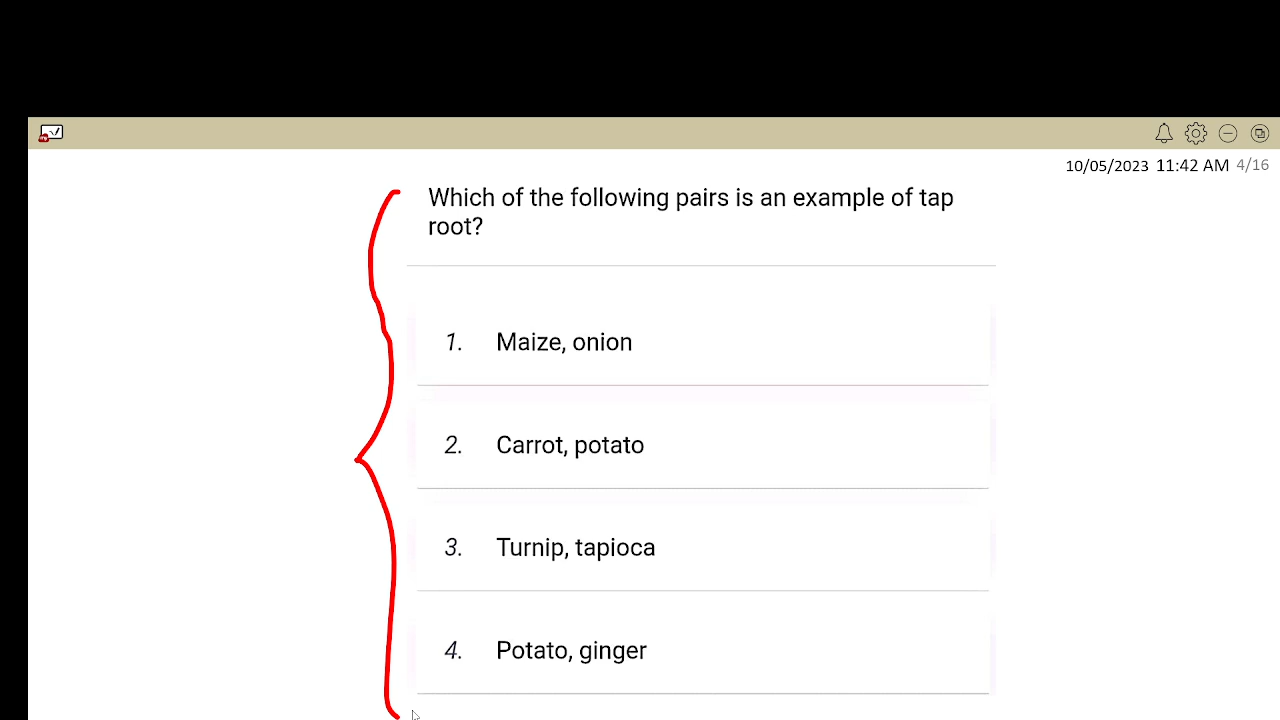 10/05/2023 11:42 AM 4/16
Which of the following pairs is an example of tap
root?
1. Maize, onion
2. Carrot, potato
3. Turnip, tapioca
4. Potato, ginger